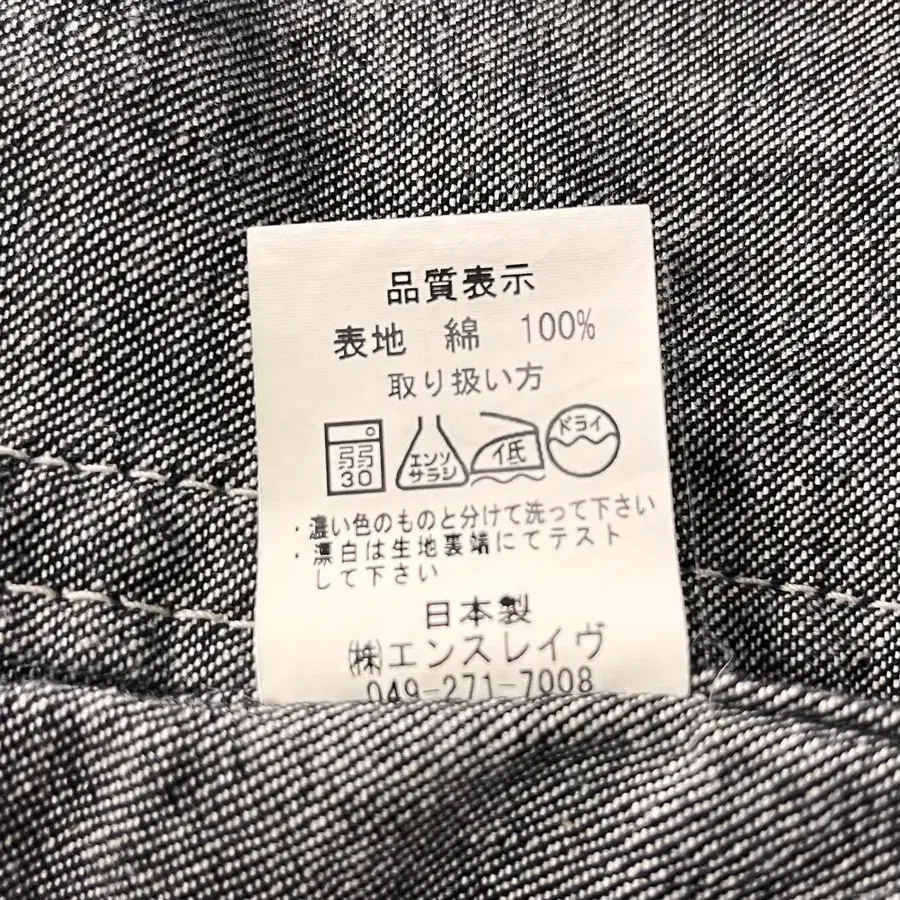 品質表示
表地 綿 100%
取り扱い方
弱 30 エンソ サラシ イ氐 ドライ
・濃い色のものと分けて洗って下さい
・漂白は生地裏端にてテスト
して下さい
日本製
㈱エンスレイヴ
049-271-7008